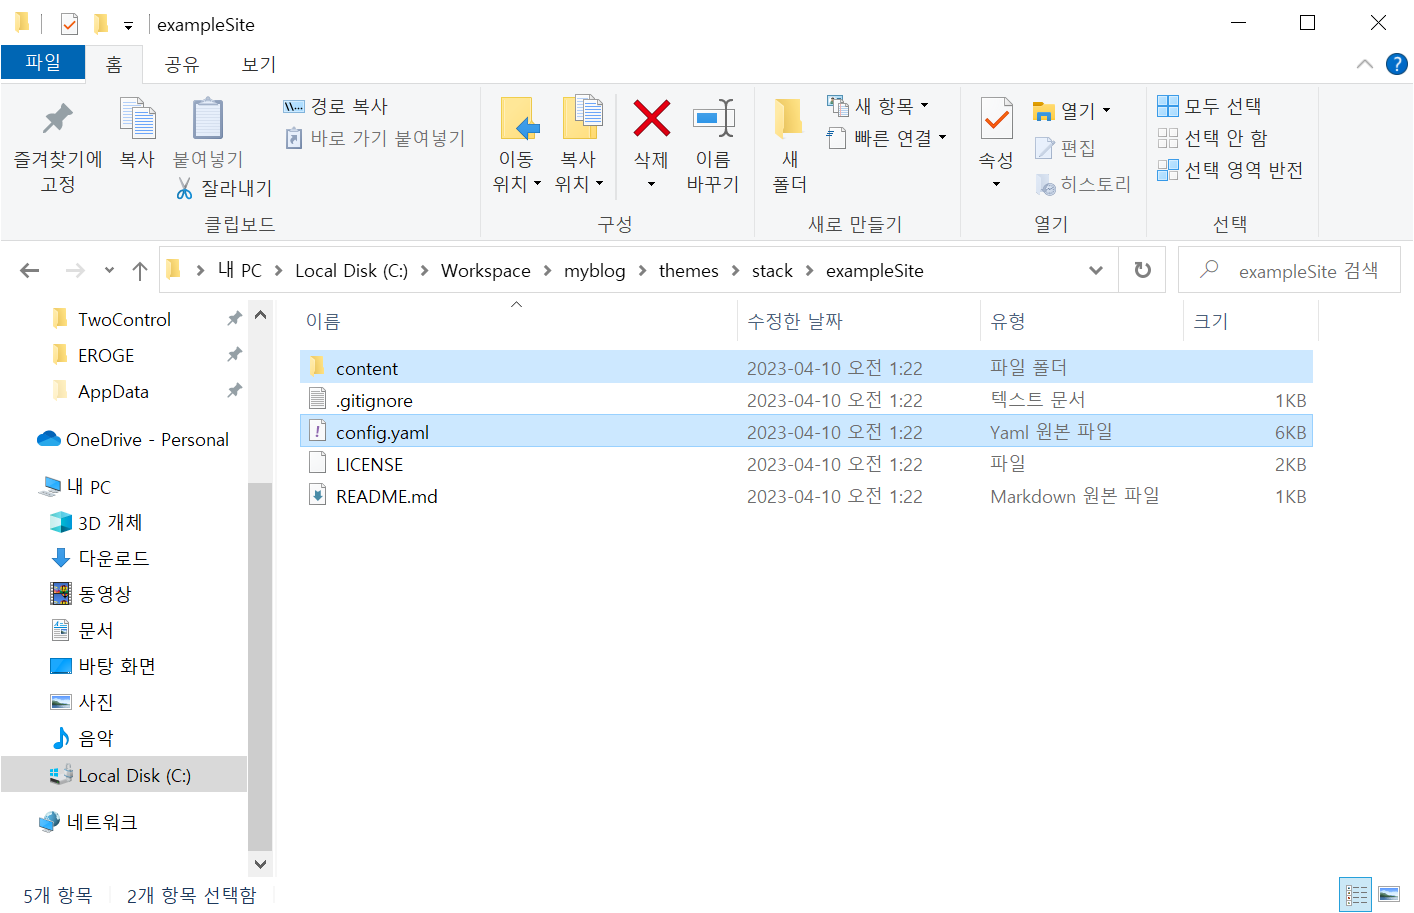 exampleSite
파일 홈 공유 보기
즐겨찾기에 고정
복사
붙여넣기
경로 복사
바로 가기 붙여넣기
잘라내기
클립보드
이동 위치
복사 위치
삭제
이름 바꾸기
구성
새 폴더
새 항목
빠른 연결
새로 만들기
속성
열기
편집
히스토리
열기
모두 선택
선택 안 함
선택 영역 반전
선택
내 PC > Local Disk (C:) > Workspace > myblog > themes > stack > exampleSite
exampleSite 검색
TwoControl
EROGE
AppData
OneDrive - Personal
내 PC
3D 개체
다운로드
동영상
문서
바탕 화면
사진
음악
Local Disk (C:)
네트워크
이름 수정한 날짜 유형 크기
content 2023-04-10 오전 1:22 파일 폴더
.gitignore 2023-04-10 오전 1:22 텍스트 문서 1KB
config.yaml 2023-04-10 오전 1:22 Yaml 원본 파일 6KB
LICENSE 2023-04-10 오전 1:22 파일 2KB
README.md 2023-04-10 오전 1:22 Markdown 원본 파일 1KB
5개 항목 2개 항목 선택함